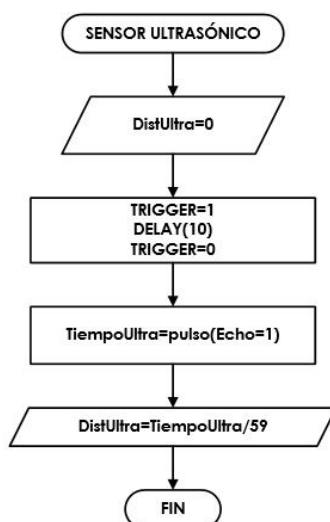 SENSOR ULTRASÓNICO
DistUltra=0
TRIGGER=1
DELAY(10)
TRIGGER=0
TiempoUltra=pulso(Echo=1)
DistUltra=TiempoUltra/59
FIN